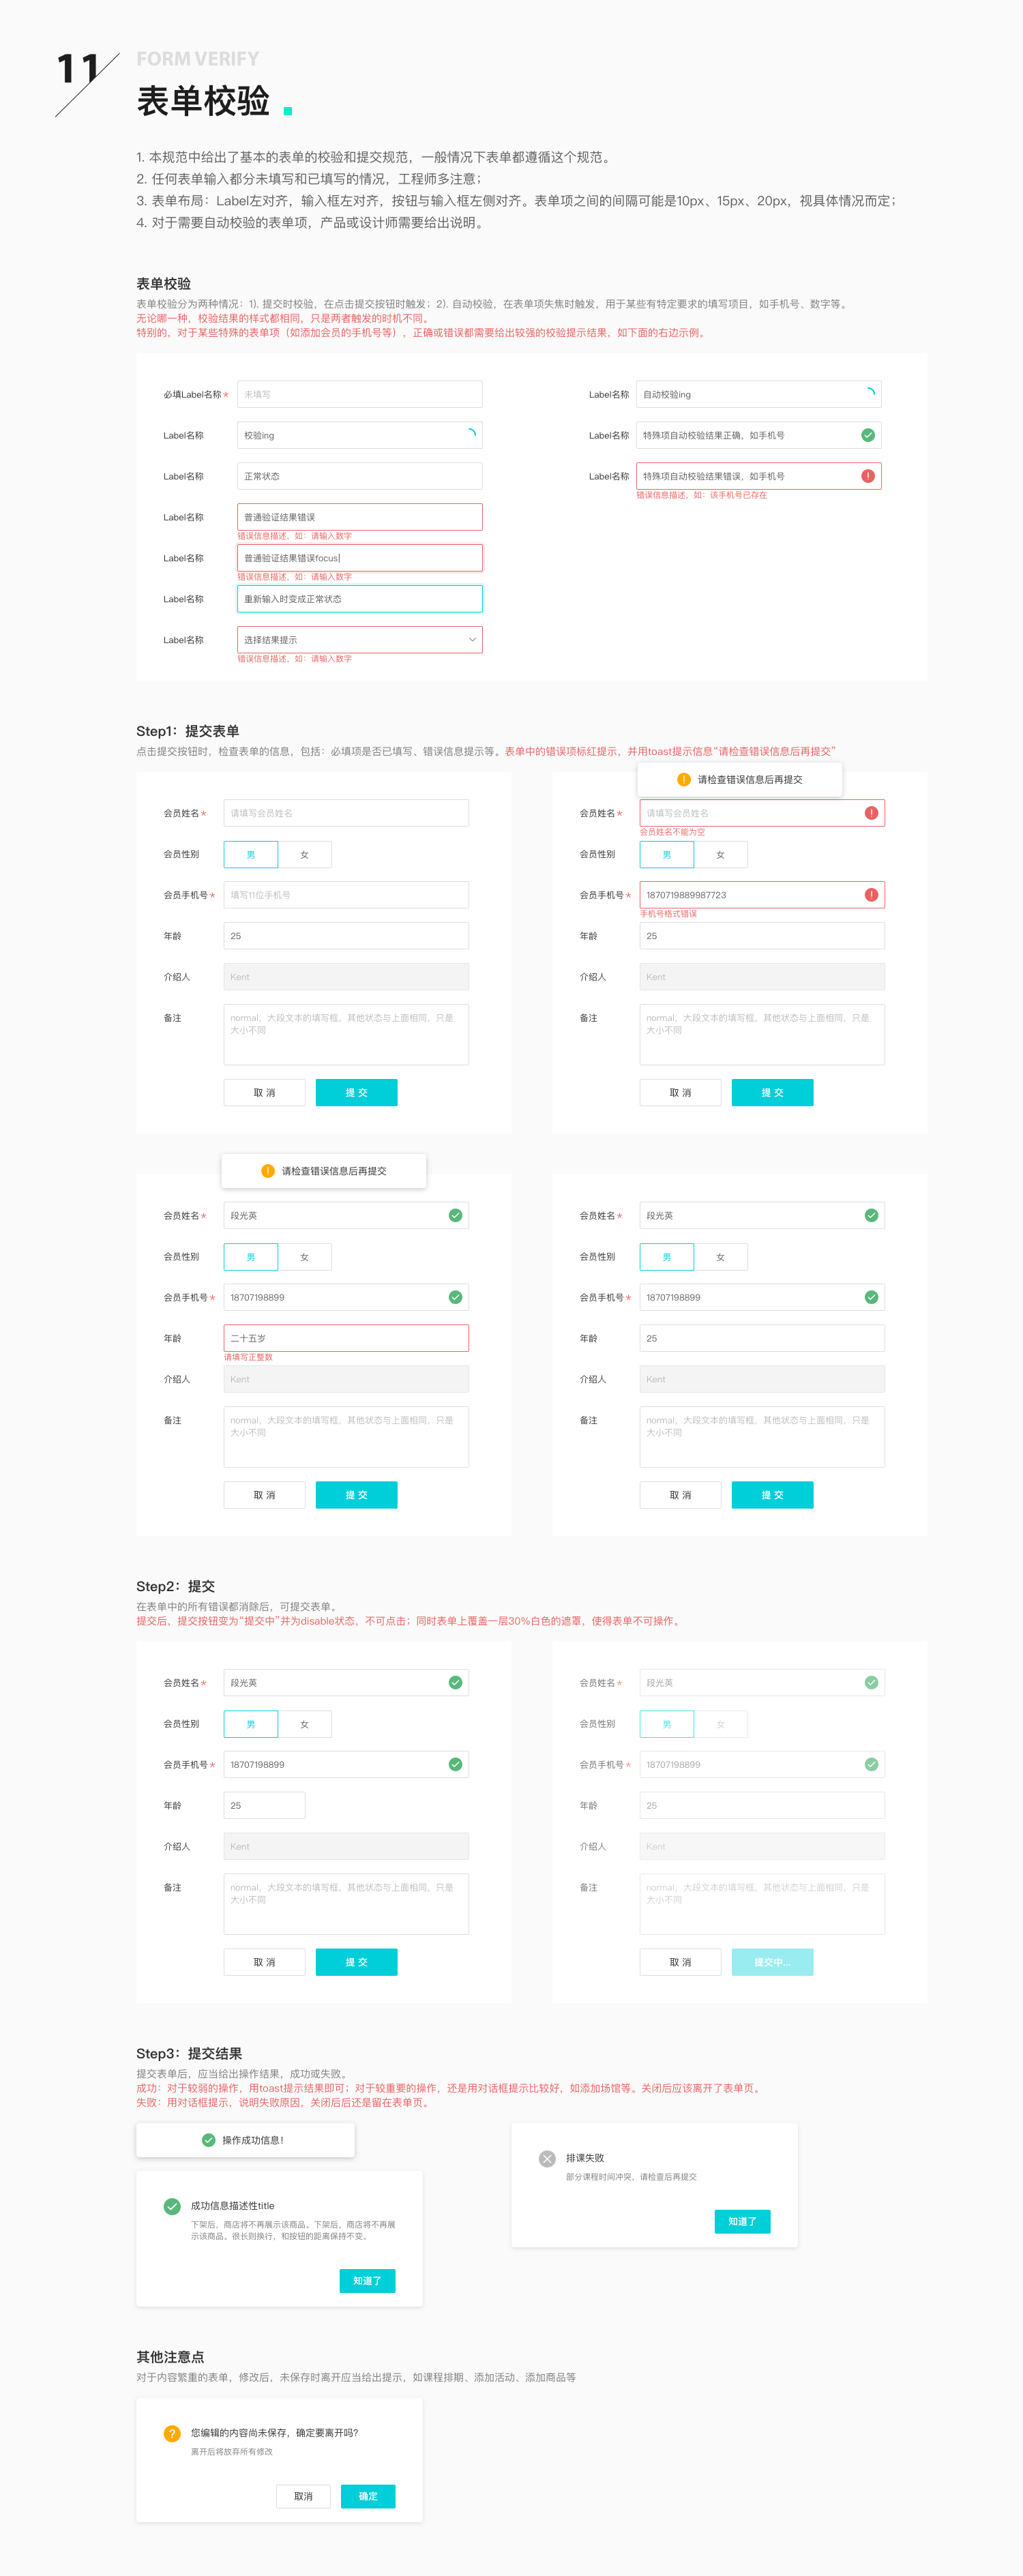 11
FORM VERIFY
表单校验
1. 本规范中给出了基本的表单的校验和提交规范，一般情况下表单都遵循这个规范。
2. 任何表单输入都分未填写和已填写的情况，工程师多注意；
3. 表单布局：Label左对齐，输入框左对齐，按钮与输入框左侧对齐。表单项之间的间隔可能是10px、15px、20px，视具体情况而定；
4. 对于需要自动校验的表单项，产品或设计师需要给出说明。
表单校验
表单校验分为两种情况：1). 提交时校验，在点击提交按钮时触发；2). 自动校验，在表单项失焦时触发，用于某些有特定要求的填写项目，如手机号、数字等。
无论哪一种，校验结果的样式都相同，只是两者触发的时机不同。
特别的，对于某些特殊的表单项（如添加会员的手机号等），正确或错误都需要给出较强的校验提示结果，如下面的右边示例。
必填Label名称* 未填写
Label名称 校验ing
Label名称 正常状态
Label名称 普通验证结果错误
错误信息描述，如：请输入数字
Label名称 普通验证结果错误focus|
错误信息描述，如：请输入数字
Label名称 重新输入时变成正常状态
Label名称 选择结果提示
错误信息描述，如：请输入数字
Label名称 自动校验ing
Label名称 特殊项自动校验结果正确，如手机号
Label名称 特殊项自动校验结果错误，如手机号
错误信息描述，如：该手机号已存在
Step1：提交表单
点击提交按钮时，检查表单的信息，包括：必填项是否已填写、错误信息提示等。表单中的错误项标红提示，并用toast提示信息“请检查错误信息后再提交”
会员姓名* 请填写会员姓名
会员性别 男 女
会员手机号* 填写11位手机号
年龄 25
介绍人 Kent
备注 normal，大段文本的填写框，其他状态与上面相同，只是
大小不同
取 消 提 交
请检查错误信息后再提交
会员姓名* 请填写会员姓名
会员姓名不能为空
会员性别 男 女
会员手机号* 1870719889987723
手机号格式错误
年龄 25
介绍人 Kent
备注 normal，大段文本的填写框，其他状态与上面相同，只是
大小不同
取 消 提 交
请检查错误信息后再提交
会员姓名* 段光英
会员性别 男 女
会员手机号* 18707198899
年龄 二十五岁
请填写正整数
介绍人 Kent
备注 normal，大段文本的填写框，其他状态与上面相同，只是
大小不同
取 消 提 交
会员姓名* 段光英
会员性别 男 女
会员手机号* 18707198899
年龄 25
介绍人 Kent
备注 normal，大段文本的填写框，其他状态与上面相同，只是
大小不同
取 消 提 交
Step2：提交
在表单中的所有错误都消除后，可提交表单。
提交后，提交按钮变为“提交中”并为disable状态，不可点击；同时表单上覆盖一层30%白色的遮罩，使得表单不可操作。
会员姓名* 段光英
会员性别 男 女
会员手机号* 18707198899
年龄 25
介绍人 Kent
备注 normal，大段文本的填写框，其他状态与上面相同，只是
大小不同
取 消 提 交
会员姓名* 段光英
会员性别 男 女
会员手机号* 18707198899
年龄 25
介绍人 Kent
备注 normal，大段文本的填写框，其他状态与上面相同，只是
大小不同
取 消 提交中...
Step3：提交结果
提交表单后，应当给出操作结果，成功或失败。
成功：对于较弱的操作，用toast提示结果即可；对于较重要的操作，还是用对话框提示比较好，如添加场馆等。关闭后应该离开了表单页。
失败：用对话框提示，说明失败原因，关闭后后还是留在表单页。
操作成功信息！
成功信息描述性title
下架后，商店将不再展示该商品。下架后，商店将不再展
示该商品。很长则换行，和按钮的距离保持不变。
知道了
排课失败
部分课程时间冲突，请检查后再提交
知道了
其他注意点
对于内容繁重的表单，修改后，未保存时离开应当给出提示，如课程排期、添加活动、添加商品等
您编辑的内容尚未保存，确定要离开吗？
离开后将放弃所有修改
取消 确定